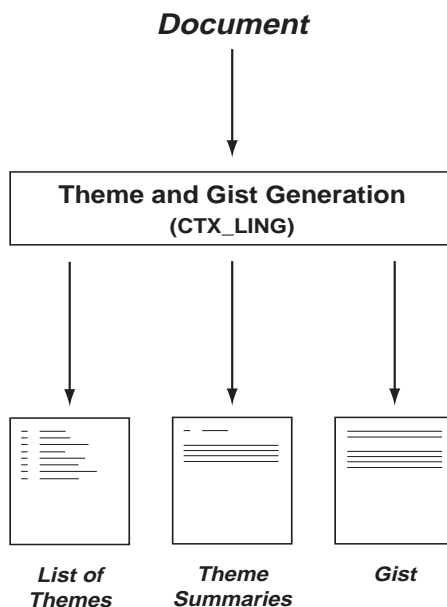 Document
Theme and Gist Generation
(CTX_LING)
List of
Themes
Theme
Summaries
Gist